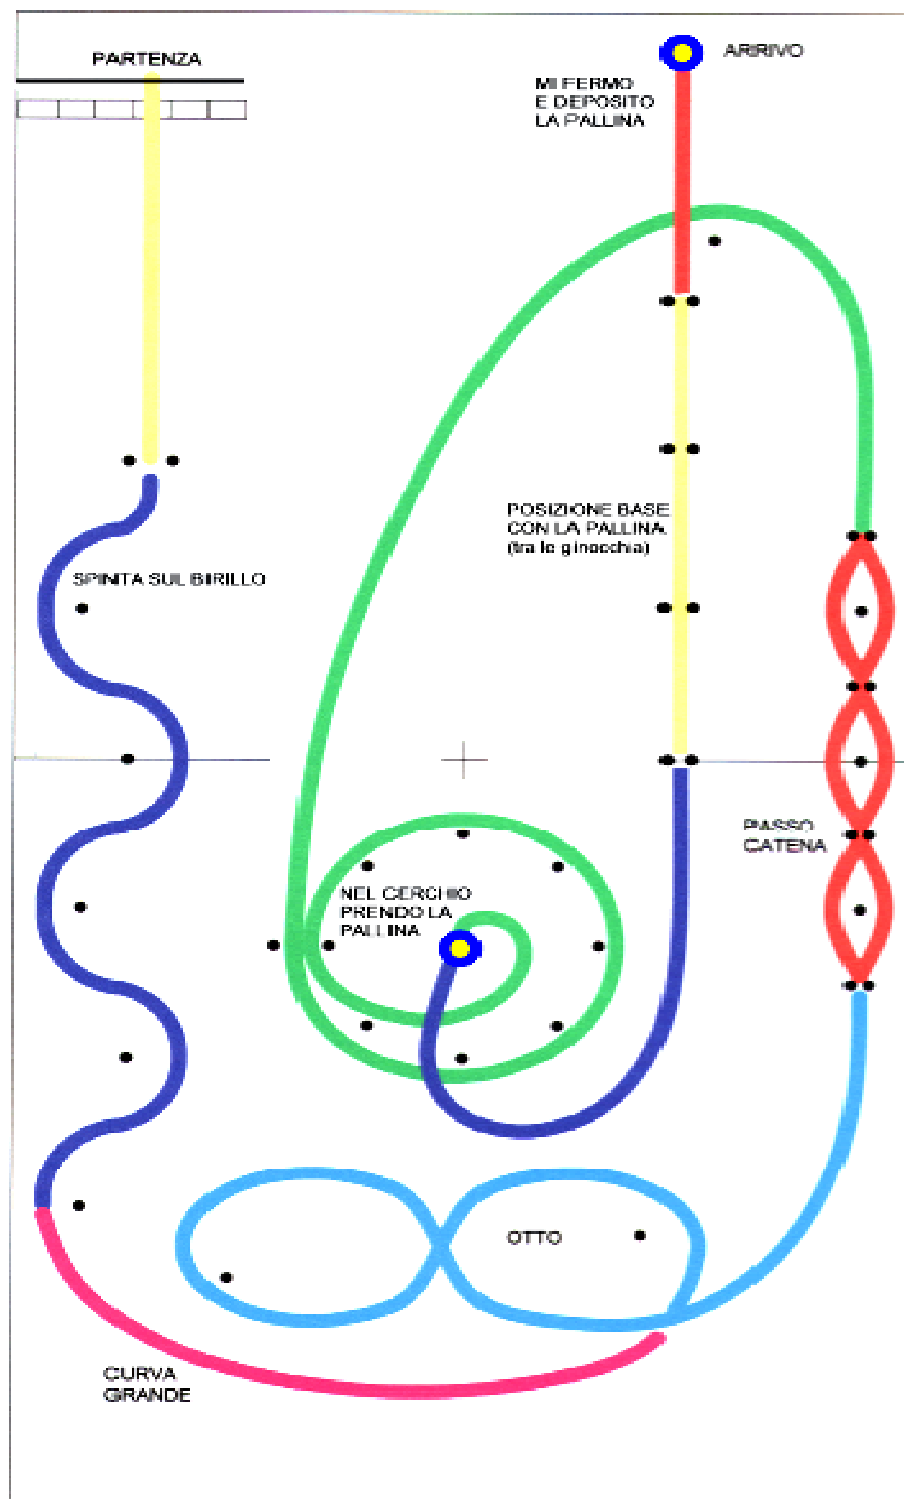 PARTENZA
ARRIVO
MI FERMO
E DEPOSITO
LA PALLINA
POSIZIONE BASE
CON LA PALLINA
(tra le ginocchia)
SPINITA SUL BIRILLO
PASSO
CATENA
NEL CERCHIO
PRENDO LA
PALLINA
OTTO
CURVA
GRANDE